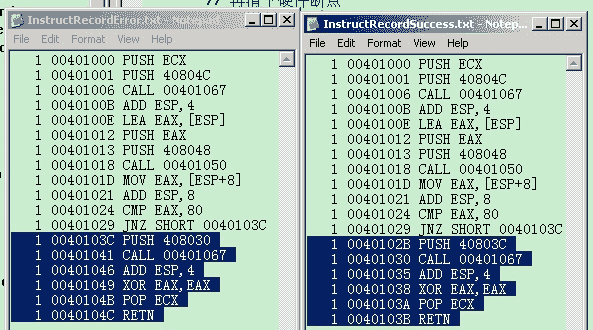 再憜下硬件断点
InstructRecordError.txt - Notepad
File Edit Format View Help
1 00401000 PUSH ECX
1 00401001 PUSH 40804C
1 00401006 CALL 00401067
1 0040100B ADD ESP,4
1 0040100E LEA EAX,[ESP]
1 00401012 PUSH EAX
1 00401013 PUSH 408048
1 00401018 CALL 00401050
1 0040101D MOV EAX,[ESP+8]
1 00401021 ADD ESP,8
1 00401024 CMP EAX,80
1 00401029 JNZ SHORT 0040103C
1 0040103C PUSH 408030
1 00401041 CALL 00401067
1 00401046 ADD ESP,4
1 00401049 XOR EAX,EAX
1 0040104B POP ECX
1 0040104C RETN
InstructRecordSuccess.txt - Notep...
File Edit Format View Help
1 00401000 PUSH ECX
1 00401001 PUSH 40804C
1 00401006 CALL 00401067
1 0040100B ADD ESP,4
1 0040100E LEA EAX,[ESP]
1 00401012 PUSH EAX
1 00401013 PUSH 408048
1 00401018 CALL 00401050
1 0040101D MOV EAX,[ESP+8]
1 00401021 ADD ESP,8
1 00401024 CMP EAX,80
1 00401029 JNZ SHORT 0040103C
1 0040102B PUSH 40803C
1 00401030 CALL 00401067
1 00401035 ADD ESP,4
1 00401038 XOR EAX,EAX
1 0040103A POP ECX
1 0040103B RETN